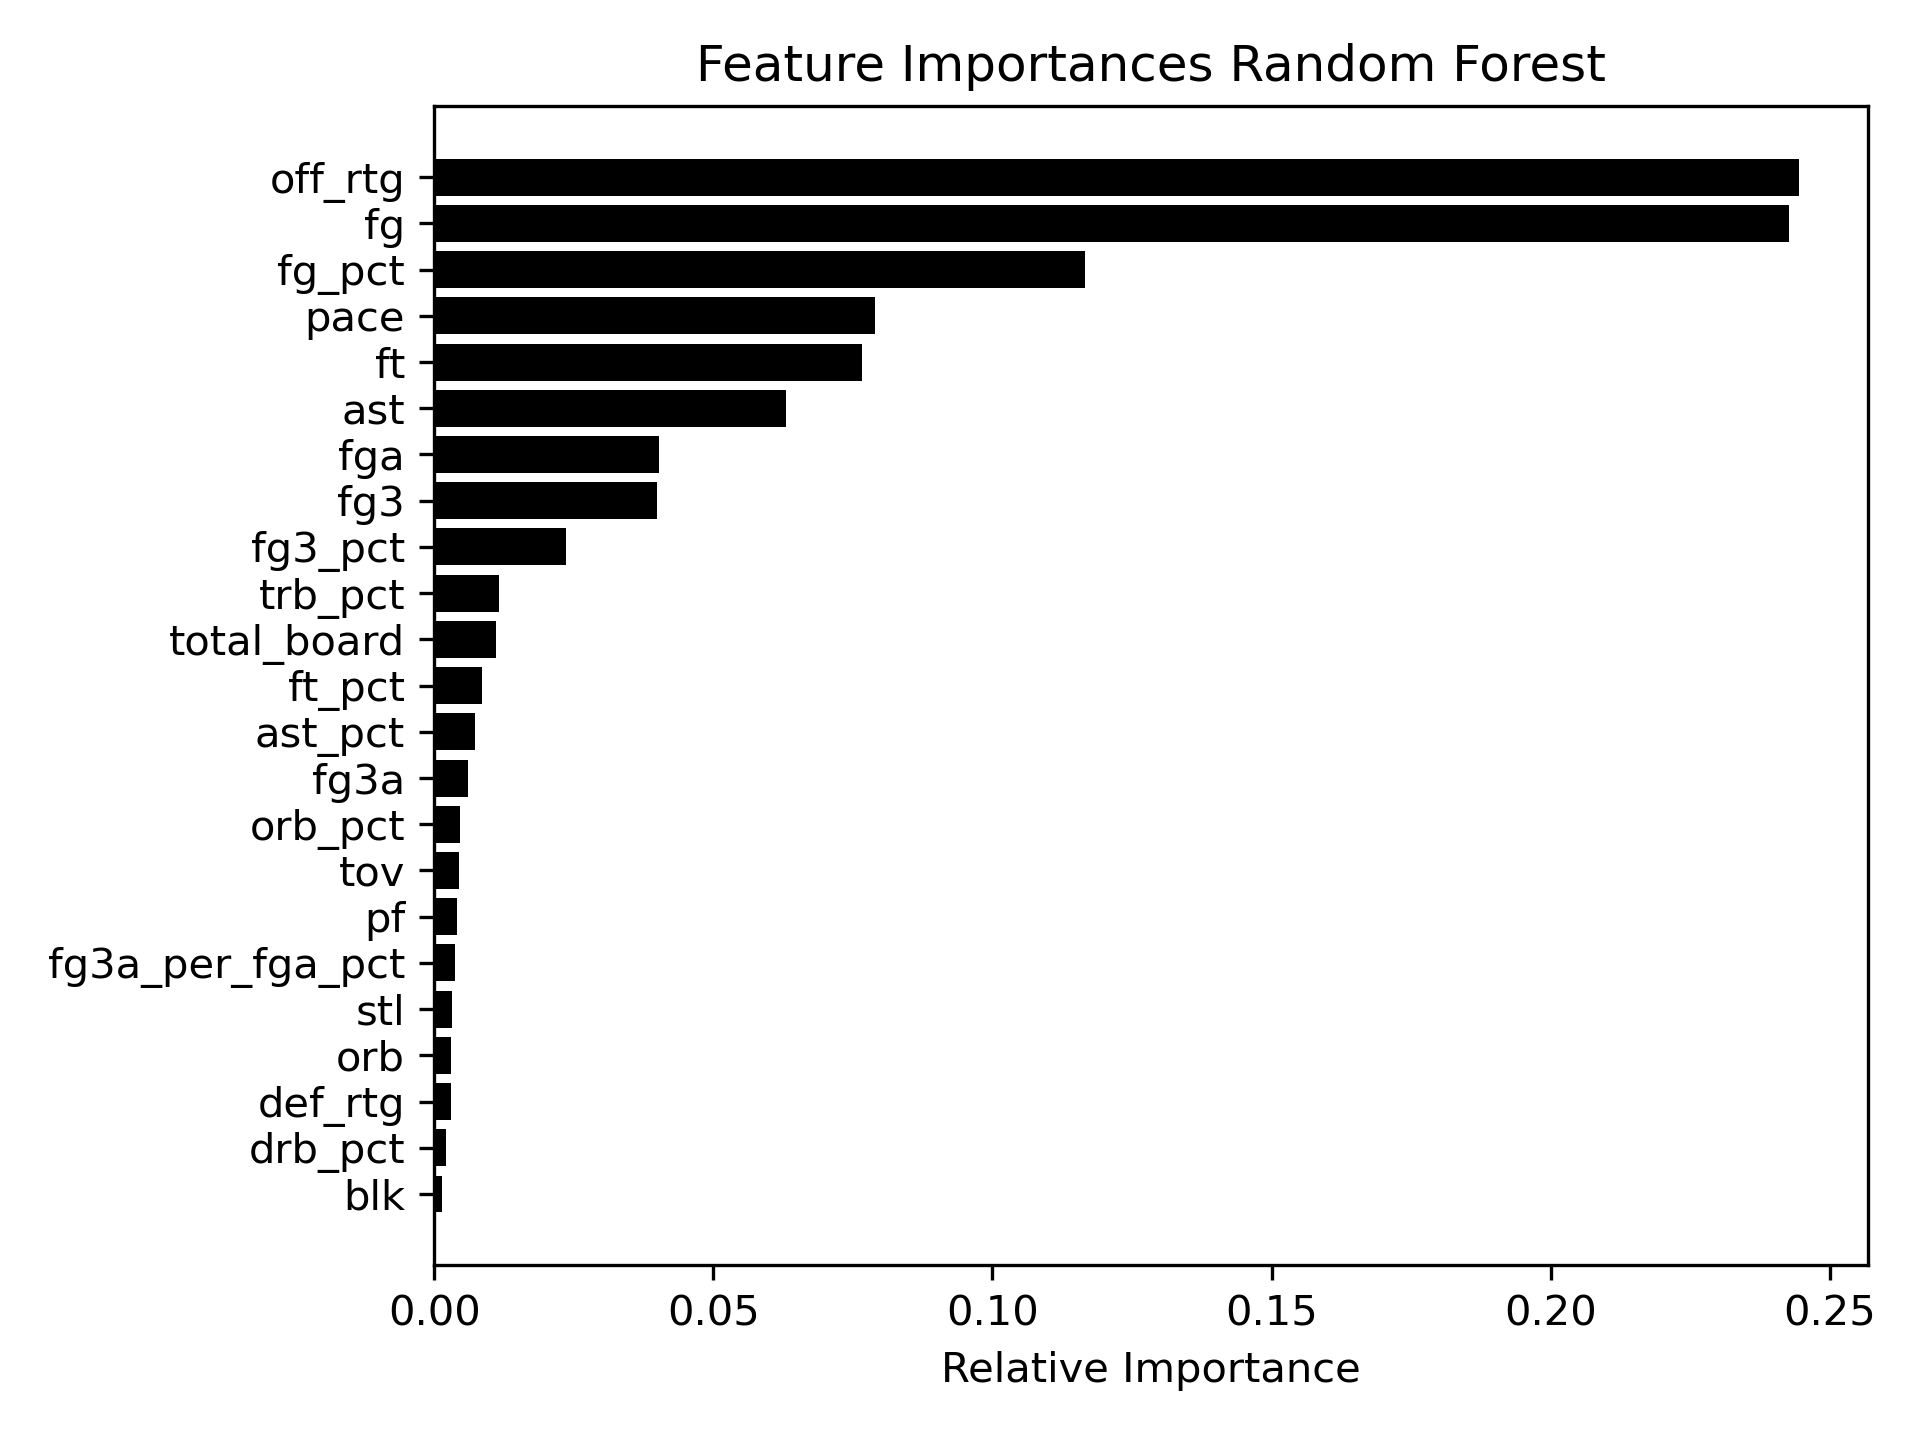 Feature Importances Random Forest
off_rtg
fg
fg_pct
pace
ft
ast
fga
fg3
fg3_pct
trb_pct
total_board
ft_pct
ast_pct
fg3a
orb_pct
tov
pf
fg3a_per_fga_pct
stl
orb
def_rtg
drb_pct
blk
0.00 0.05 0.10 0.15 0.20 0.25
Relative Importance